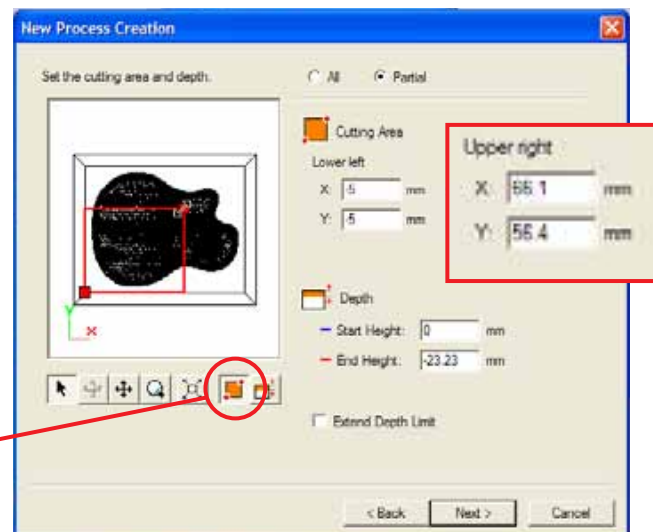 New Process Creation
Set the cutting area and depth.
All Partial
Cutting Area
Lower left
X: -5 mm
Y: -5 mm
Upper right
X: 56.1 mm
Y: 56.4 mm
Depth
Start Height: 0 mm
End Height: -23.23 mm
Extend Depth Limit
Y
X
< Back Next > Cancel